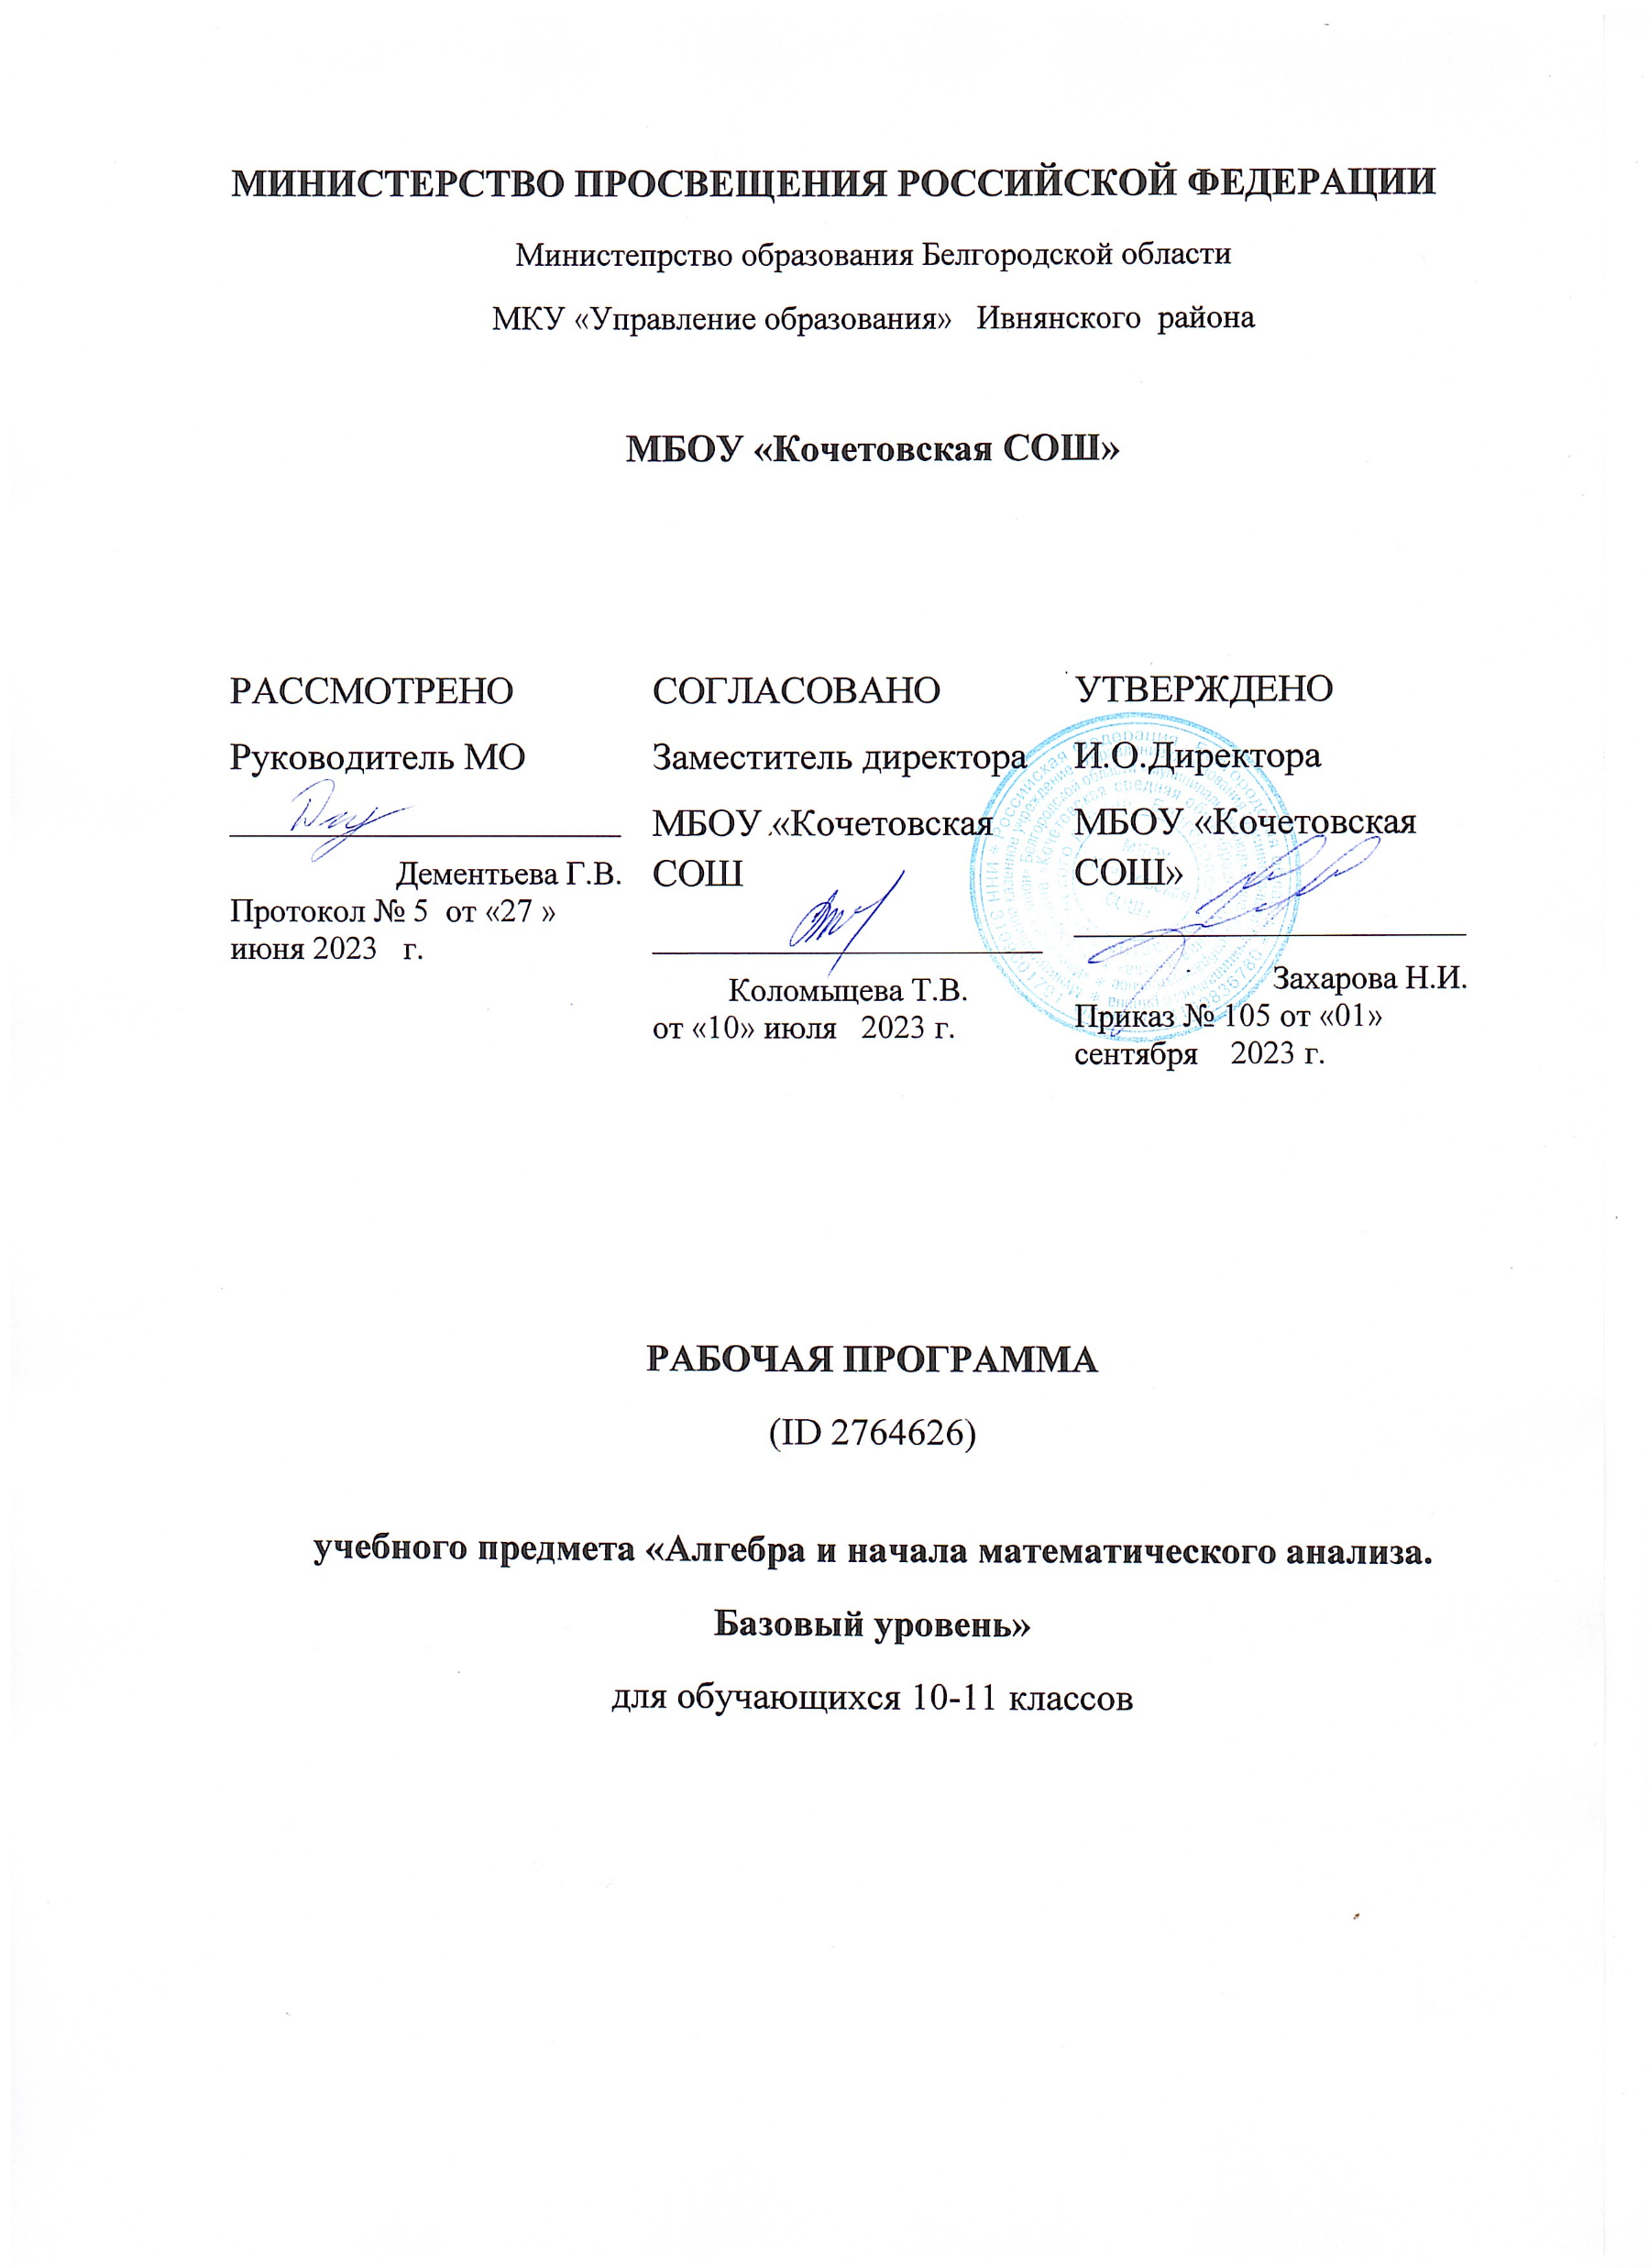 МИНИСТЕРСТВО ПРОСВЕЩЕНИЯ РОССИЙСКОЙ ФЕДЕРАЦИИ
Министепрство образования Белгородской области
МКУ «Управление образования» Ивнянского района
МБОУ «Кочетовская СОШ»
РАССМОТРЕНО
Руководитель МО
Дементьева Г.В.
Протокол № 5 от «27 »
июня 2023 г.
СОГЛАСОВАНО
Заместитель директора
МБОУ «Кочетовская
СОШ
Коломыцева Т.В.
от «10» июля 2023 г.
УТВЕРЖДЕНО
И.О.Директора
МБОУ «Кочетовская
СОШ»
Захарова Н.И.
Приказ № 105 от «01»
сентября 2023 г.
РАБОЧАЯ ПРОГРАММА
(ID 2764626)
учебного предмета «Алгебра и начала математического анализа.
Базовый уровень»
для обучающихся 10-11 классов